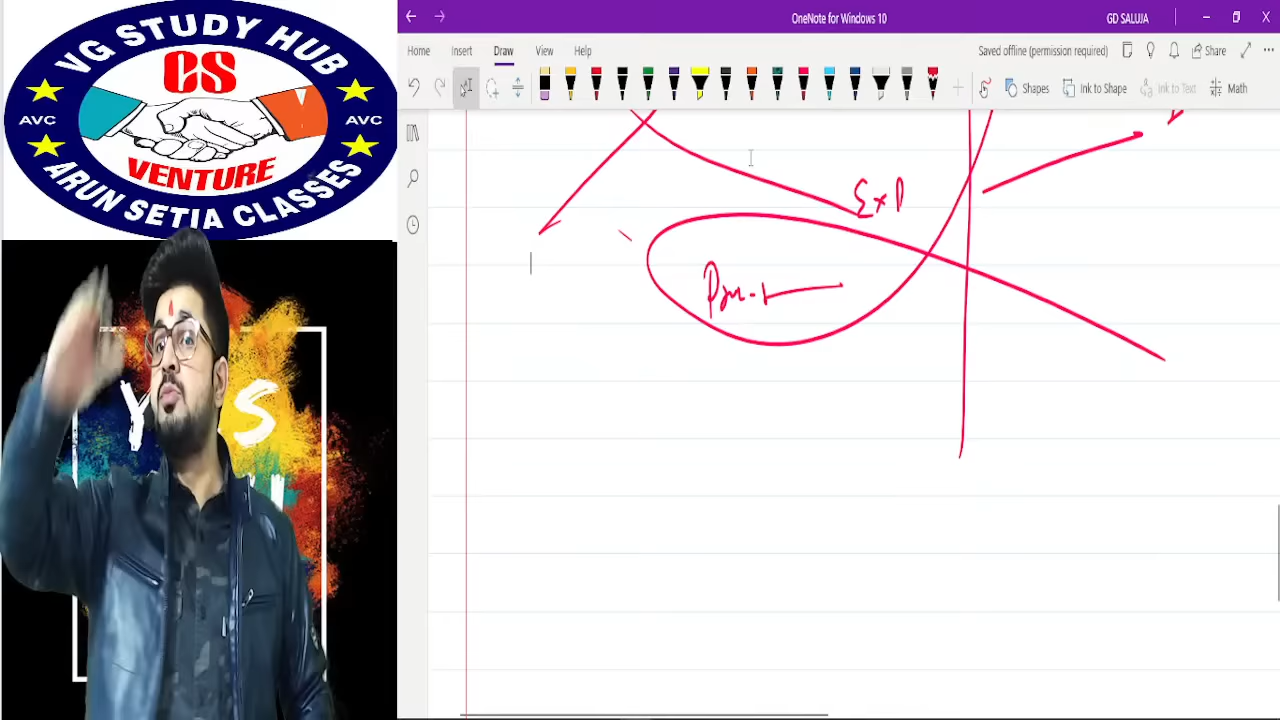 VG STUDY HUB
CS
AVC
AVC
VENTURE
ARUN SETIA CLASSES
OneNote for Windows 10
GD SALUJA
Home
Insert
Draw
View
Help
Saved offline (permission required)
Share
Shapes
Ink to Shape
Ink to Text
Math
Exp